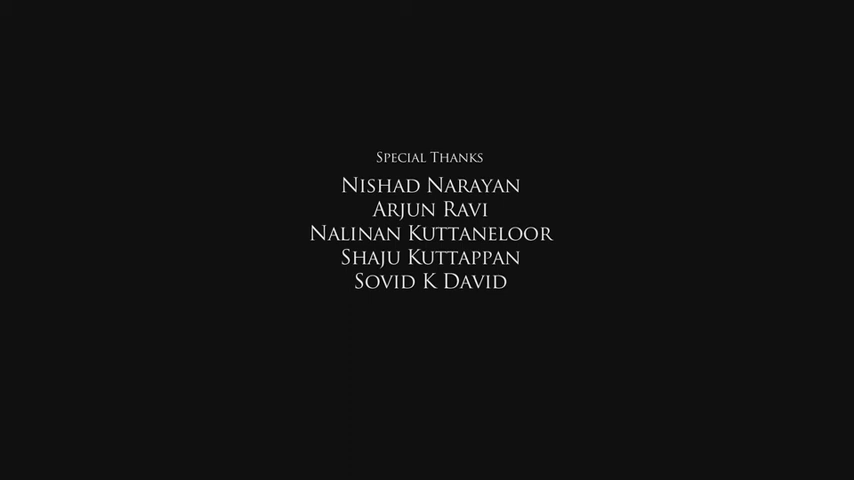 Special Thanks
Nishad Narayan
Arjun Ravi
Nalinan Kuttaneloor
Shaju Kuttappan
Sovid K David